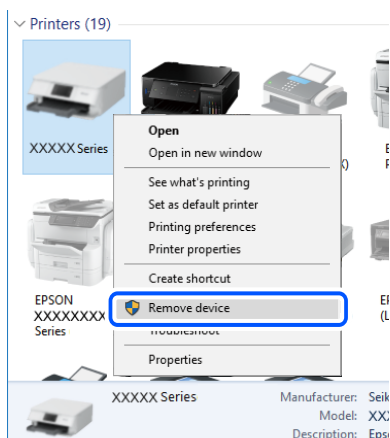 Printers (19)
XXXXX Series
Open
Open in new window
See what's printing
Set as default printer
Printing preferences
Printer properties
Create shortcut
Remove device
Troubleshoot
Properties
EPSON
XXXXXXXX
Series
XXXXX Series
Manufacturer:
Model:
Description: